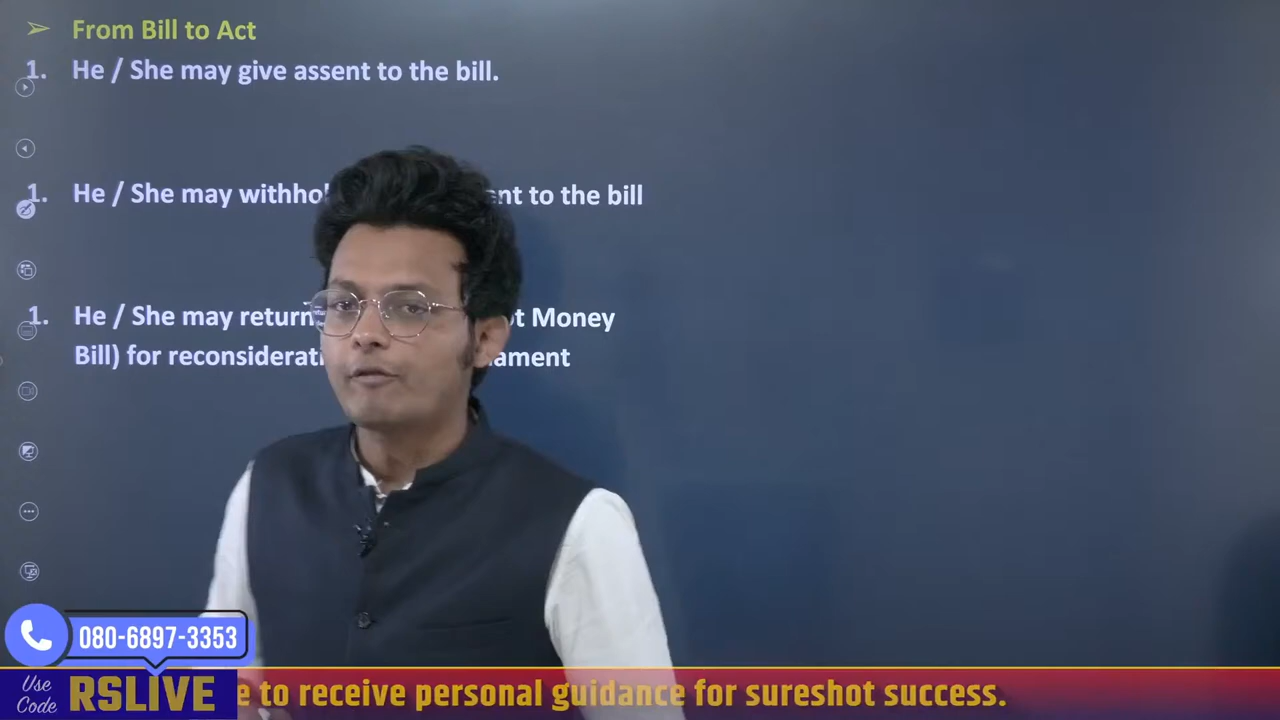 ➢ From Bill to Act
1. He / She may give assent to the bill.
1. He / She may withhol nt to the bill
1. He / She may return t Money
Bill) for reconsiderati ament
080-6897-3353
Use
Code
RSLIVE
e to receive personal guidance for sureshot success.